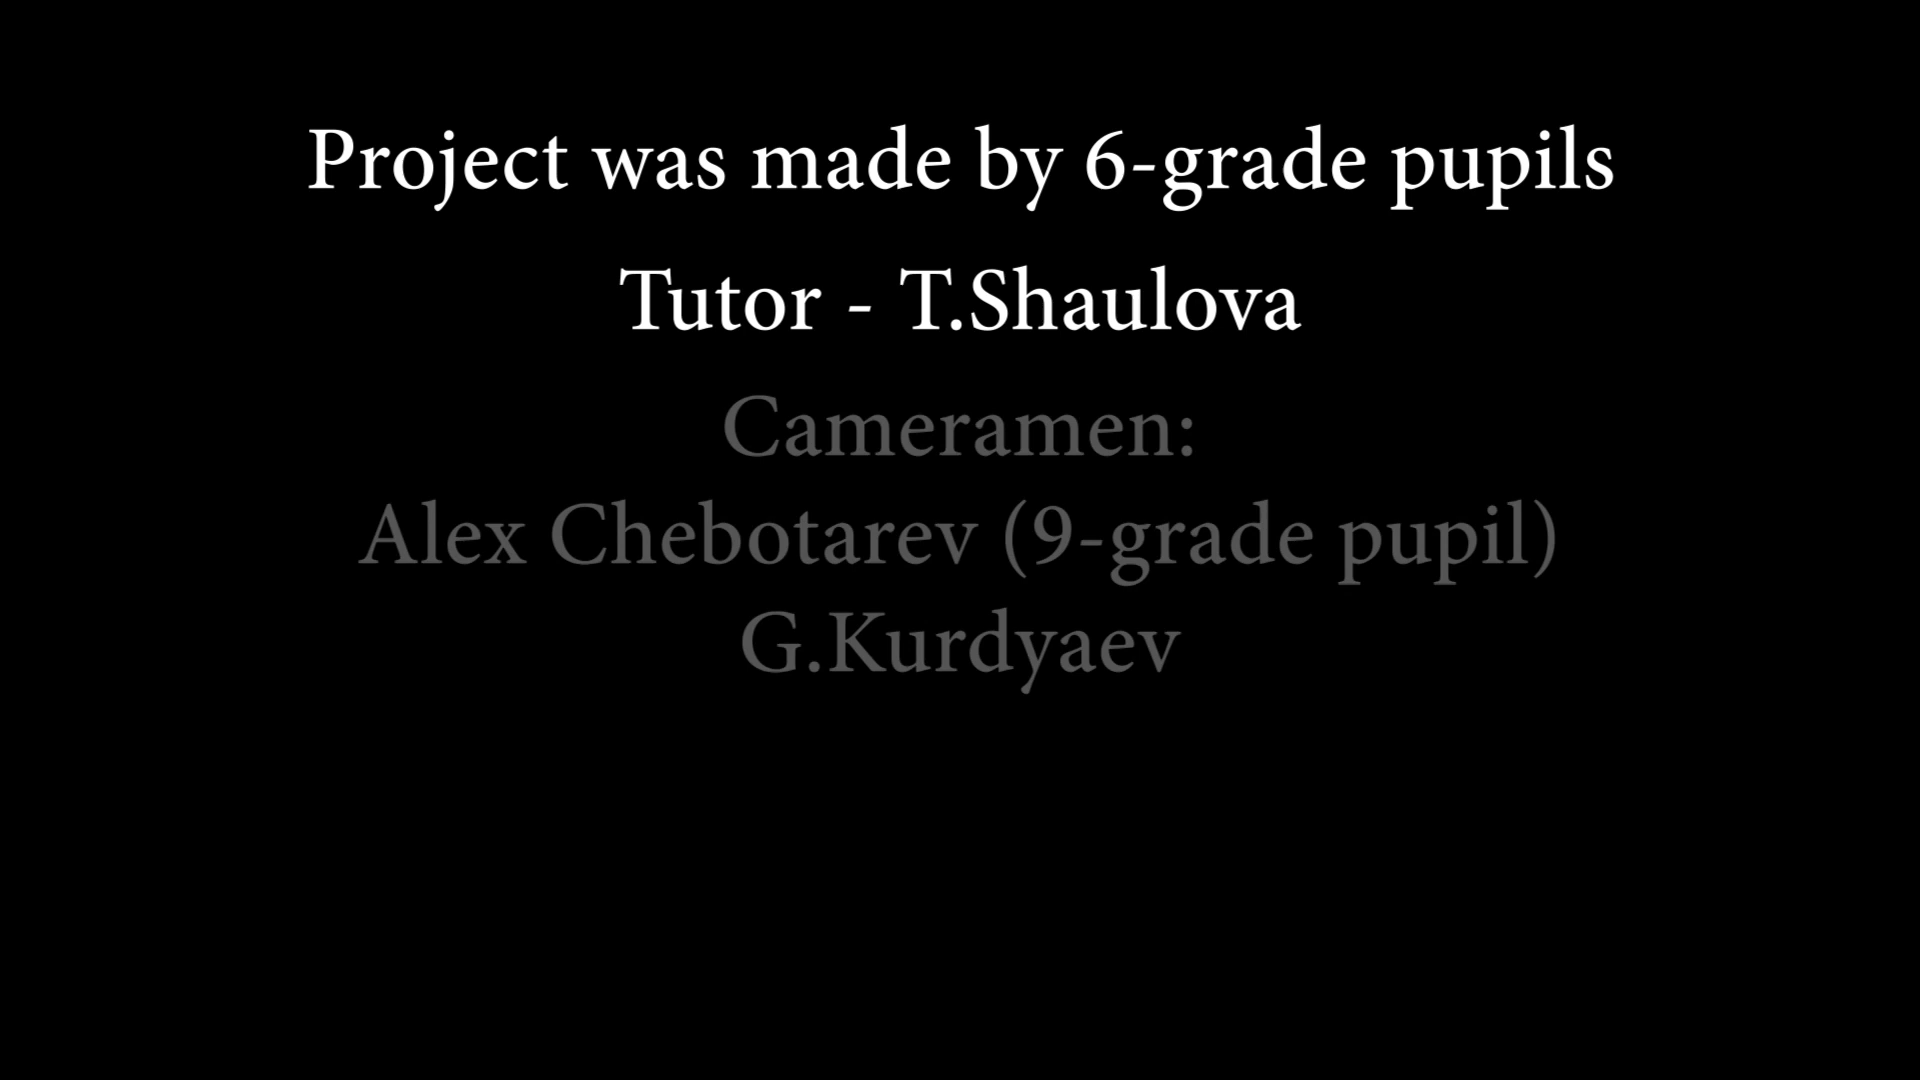 Project was made by 6-grade pupils
Tutor - T.Shaulova
Cameramen:
Alex Chebotarev (9-grade pupil)
G.Kurdyaev